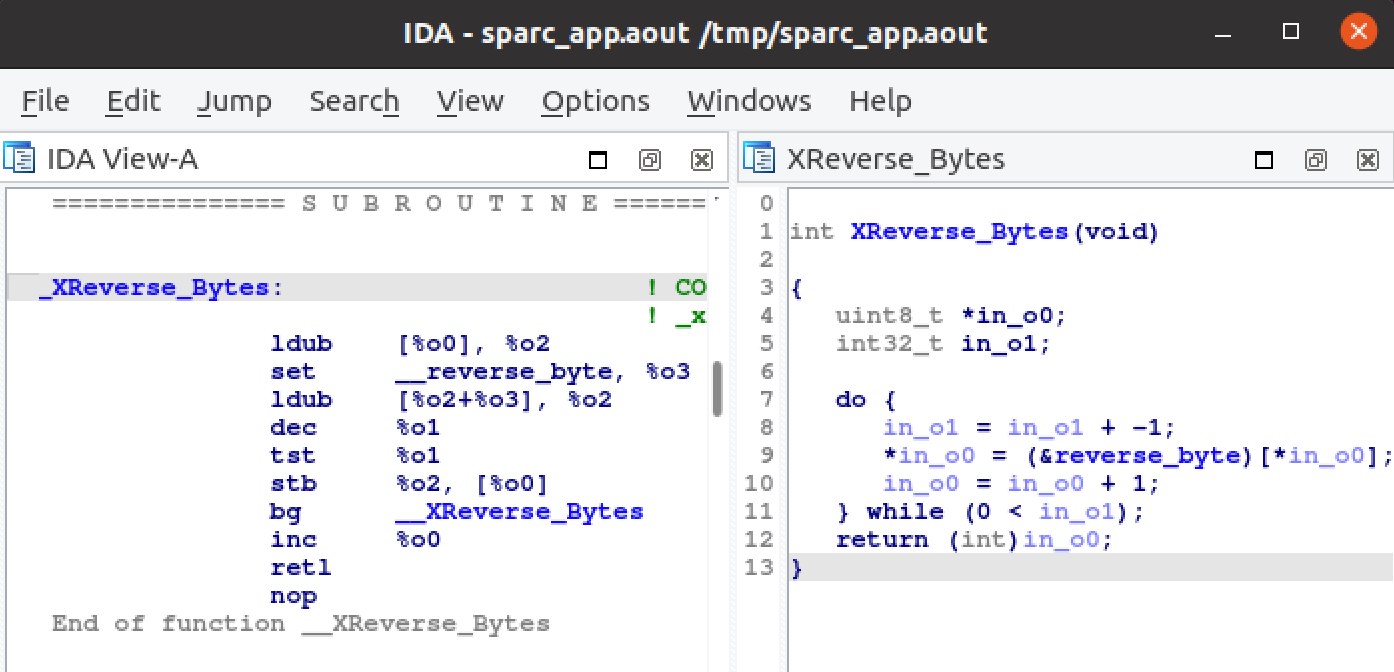 IDA - sparc_app.aout /tmp/sparc_app.aout
File Edit Jump Search View Options Windows Help
IDA View-A
=============== S U B R O U T I N E ======
_XReverse_Bytes: ! CO
! _x
ldub [%o0], %o2
set __reverse_byte, %o3
ldub [%o2+%o3], %o2
dec %o1
tst %o1
stb %o2, [%o0]
bg __XReverse_Bytes
inc %o0
retl
nop
End of function __XReverse_Bytes
XReverse_Bytes
0
1 int XReverse_Bytes(void)
2
3 {
4 uint8_t *in_o0;
5 int32_t in_o1;
6
7 do {
8 in_o1 = in_o1 + -1;
9 *in_o0 = (&reverse_byte)[*in_o0];
10 in_o0 = in_o0 + 1;
11 } while (0 < in_o1);
12 return (int)in_o0;
13 }